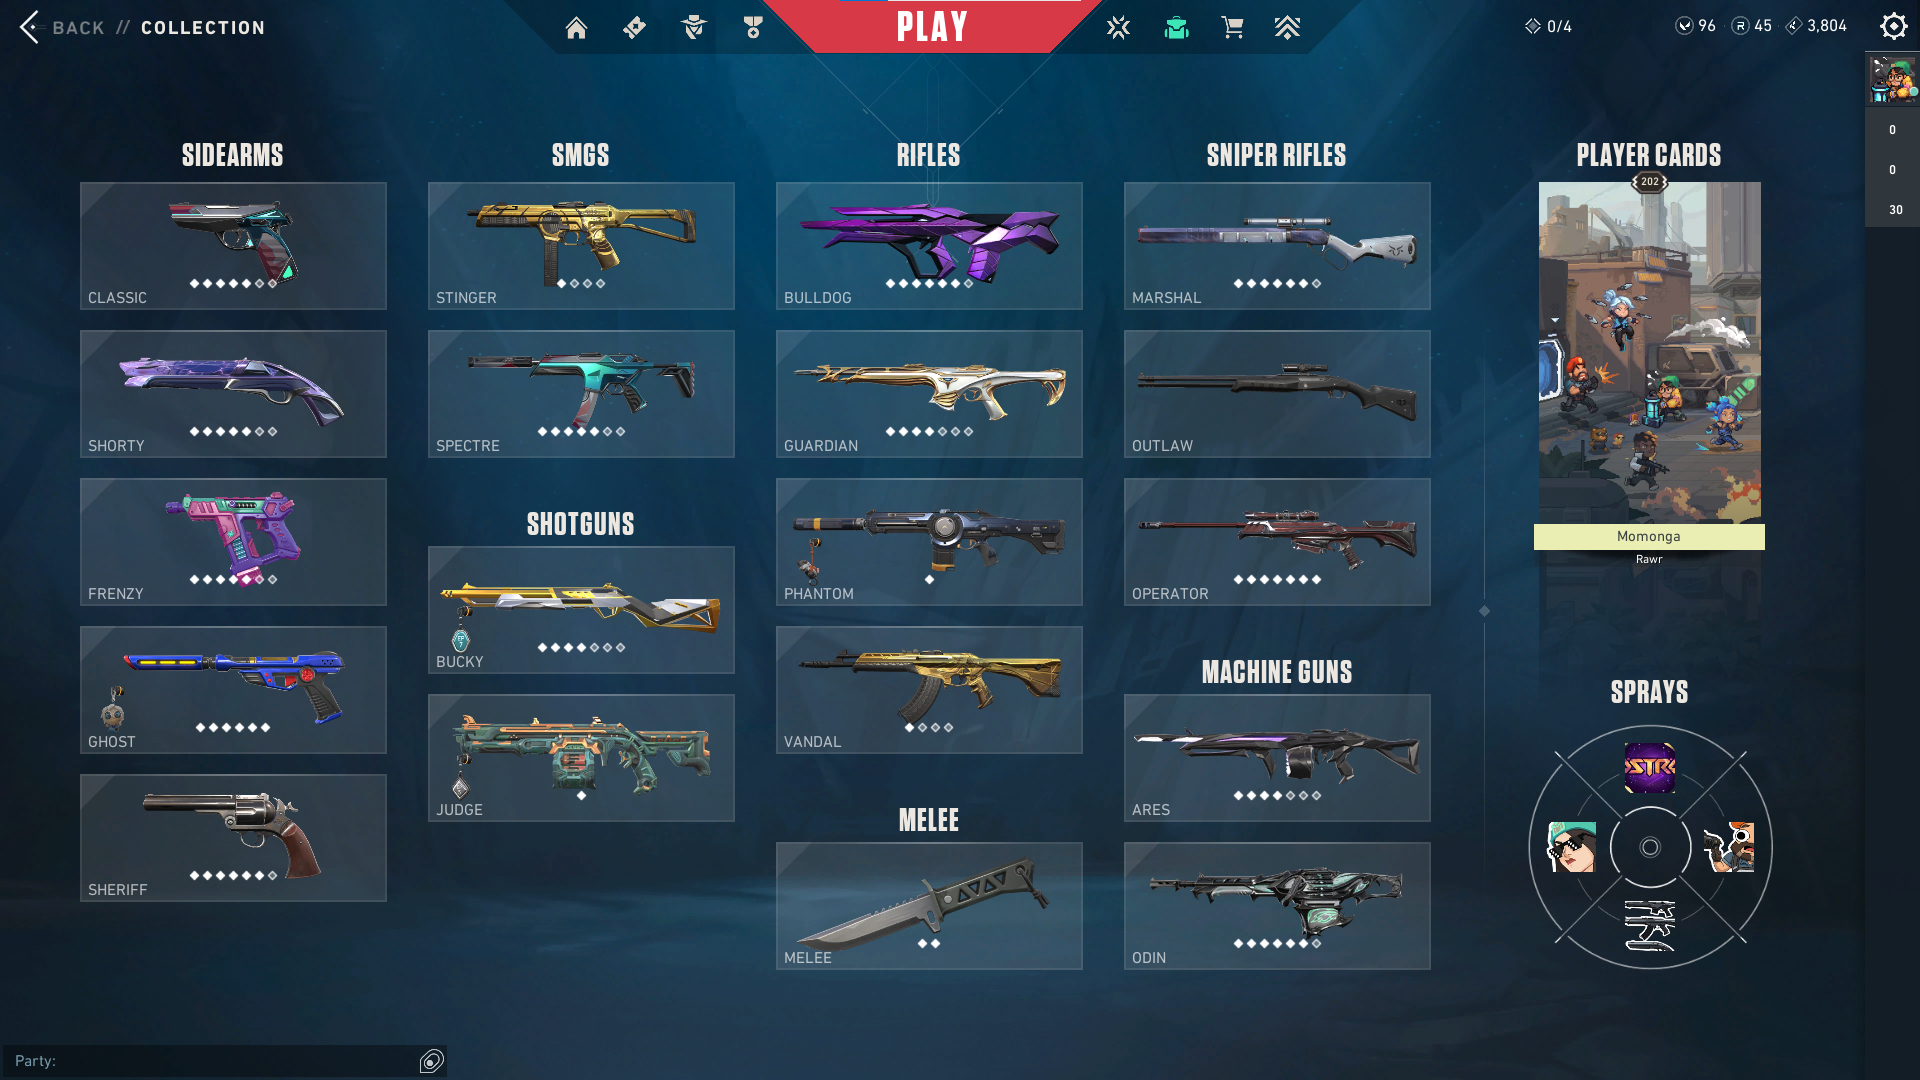 BACK // COLLECTION
PLAY
0/4
96
45
3,804
0
0
30
SIDEARMS
CLASSIC
SHORTY
FRENZY
GHOST
SHERIFF
SMGS
STINGER
SPECTRE
SHOTGUNS
BUCKY
JUDGE
RIFLES
BULLDOG
GUARDIAN
PHANTOM
VANDAL
MELEE
MELEE
SNIPER RIFLES
MARSHAL
OUTLAW
OPERATOR
MACHINE GUNS
ARES
ODIN
PLAYER CARDS
202
Momonga
Rawr
SPRAYS
STR
Party: